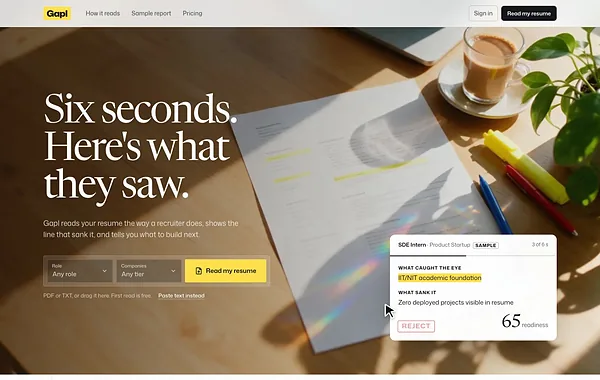 Gapl
How it reads
Sample report
Pricing
Sign in
Read my resume
Six seconds.
Here's what
they saw.
Gapl reads your resume the way a recruiter does, shows the
line that sank it, and tells you what to build next.
Role
Any role
Companies
Any tier
Read my resume
PDF or TXT, or drag it here. First read is free.
Paste text instead
SDE Intern · Product Startup
SAMPLE
3 of 6 s
WHAT CAUGHT THE EYE
IIT/NIT academic foundation
WHAT SANK IT
Zero deployed projects visible in resume
REJECT
65 readiness